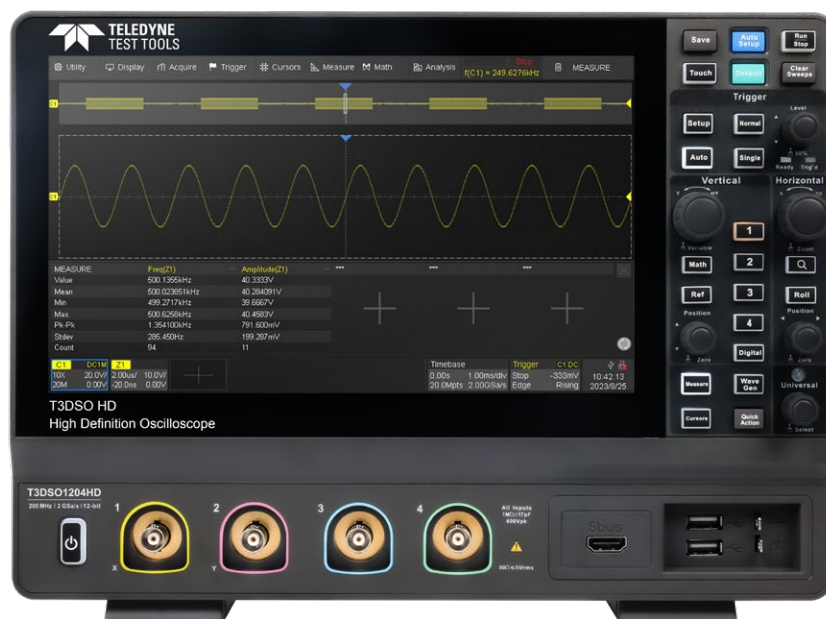 TELEDYNE
TEST TOOLS
Utility Display Acquire Trigger Cursors Measure Math Analysis
Stop
f(C1) = 249.6276kHz
MEASURE
C1
C1
MEASURE Freq(Z1) Amplitude(Z1)
Value 500.1355kHz 40.3333V
Mean 500.023851kHz 40.284091V
Min 499.2717kHz 39.6667V
Max 500.6258kHz 40.4583V
Pk-Pk 1.354100kHz 791.600mV
Stdev 285.450Hz 199.287mV
Count 94 11
C1 DC1M
10X 20.0V/
20M 0.00V
Z1
2.00us/ 10.0V/
-20.0ns 0.00V
Timebase
0.00s 1.00ms/div
20.0Mpts 2.00GSa/s
Trigger C1 DC
Stop -333mV
Edge Rising
10:42:13
2023/8/25
T3DSO HD
High Definition Oscilloscope
Save
Auto
Setup
Run
Stop
Touch
Default
Clear
Sweeps
Trigger
Setup
Normal
Level
Auto
Single
50%
Ready Trig'd
Vertical
Horizontal
V mV
Variable
1
Zoom
Math
2
Ref
3
Roll
Position
4
Position
Zero
Digital
Zero
Measure
Wave
Gen
Universal
Cursors
Quick
Action
Select
T3DSO1204HD
200 MHz | 2 GSa/s | 12-bit
1
X
2
Y
3
4
All Inputs
1MΩ//17pF
400Vpk
50Ω≤5Vrms
Sbus